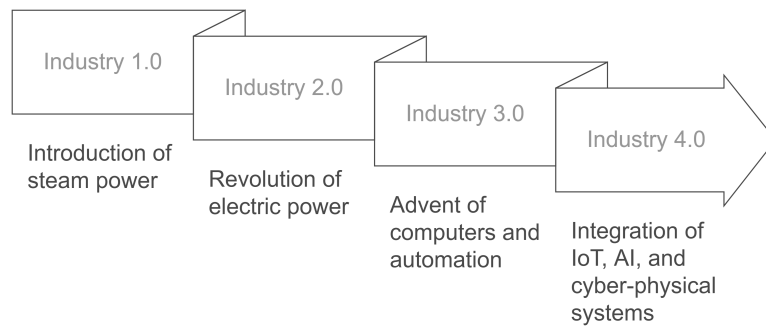 Industry 1.0
Introduction of
steam power
Industry 2.0
Revolution of
electric power
Industry 3.0
Advent of
computers and
automation
Industry 4.0
Integration of
IoT, AI, and
cyber-physical
systems